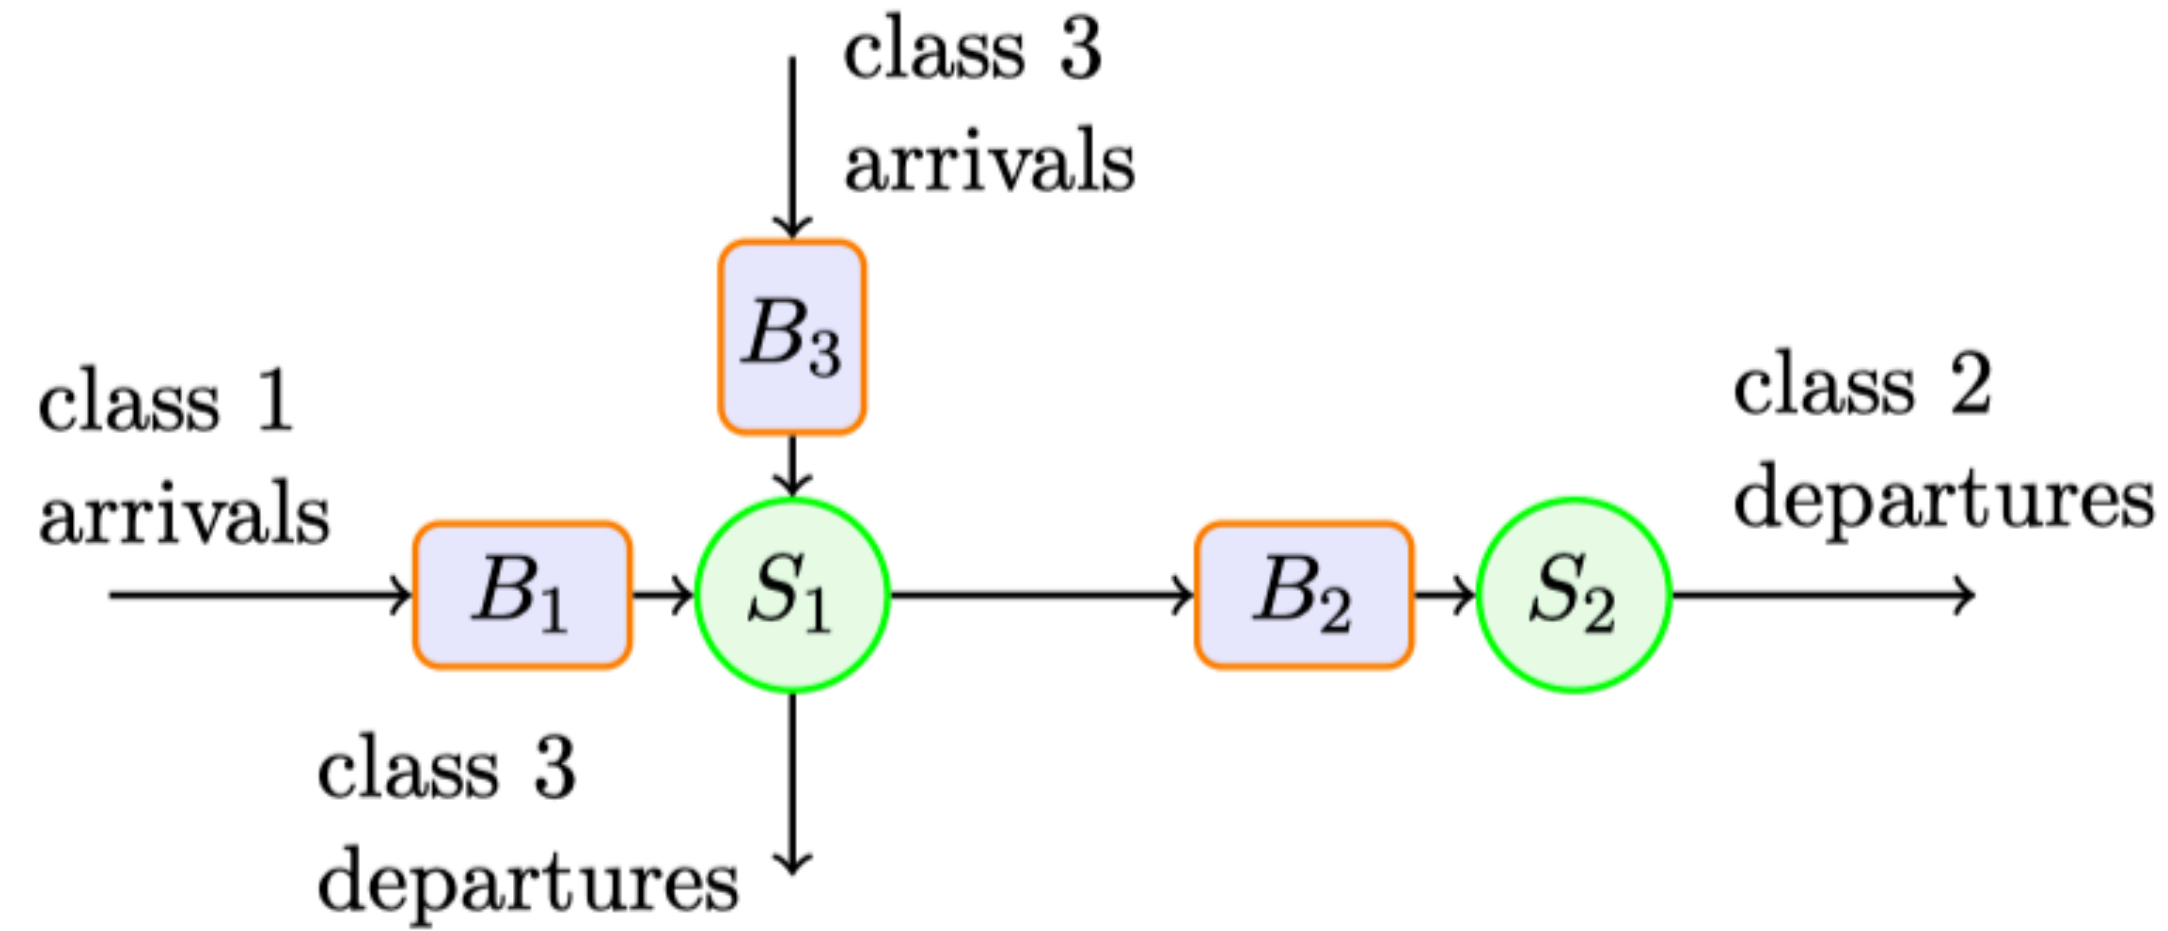 class 3
arrivals
B₃
class 1
arrivals
B₁
S₁
B₂
S₂
class 2
departures
class 3
departures